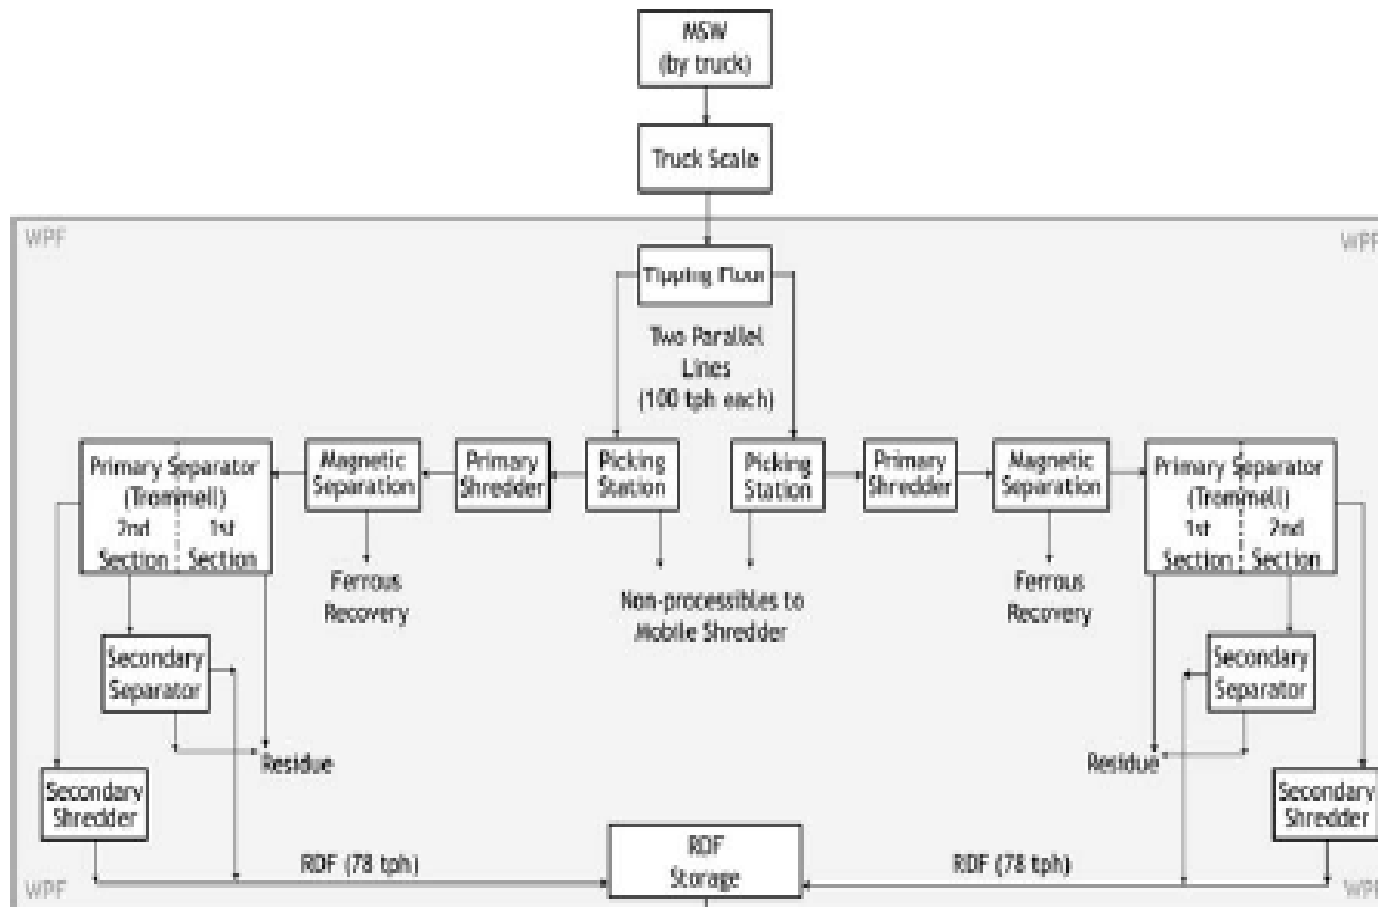 MSW
(by truck)
Truck Scale
WPF
WPF
Tipping Floor
Two Parallel
Lines
(100 tph each)
Primary Separator
(Trommell)
2nd
Section
1st
Section
Magnetic
Separation
Primary
Shredder
Picking
Station
Picking
Station
Primary
Shredder
Magnetic
Separation
Primary Separator
(Trommell)
1st
Section
2nd
Section
Ferrous
Recovery
Non-processibles to
Mobile Shredder
Ferrous
Recovery
Secondary
Separator
Secondary
Separator
Residue
Residue
Secondary
Shredder
Secondary
Shredder
RDF (78 tph)
RDF
Storage
RDF (78 tph)
WPF
WPF